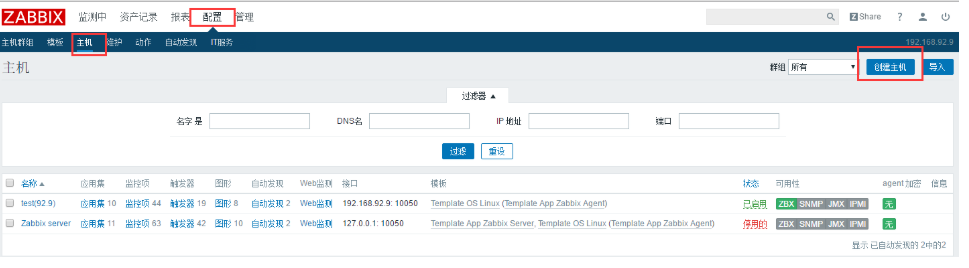 ZABBIX 监测中 资产记录 报表 配置 管理 Share ?
主机群组 模板 主机 维护 动作 自动发现 IT服务 192.168.92.9
主机 群组 所有 创建主机 导入
过滤器
名字 是 DNS名 IP 地址 端口
过滤 重设
名称 应用集 监控项 触发器 图形 自动发现 Web监测 接口 模板 状态 可用性 agent 加密 信息
test(92.9) 应用集 10 监控项 44 触发器 19 图形 8 自动发现 2 Web监测 192.168.92.9: 10050 Template OS Linux (Template App Zabbix Agent) 已启用 ZBX SNMP JMX IPMI 无
Zabbix server 应用集 11 监控项 63 触发器 42 图形 10 自动发现 2 Web监测 127.0.0.1: 10050 Template App Zabbix Server, Template OS Linux (Template App Zabbix Agent) 停用的 ZBX SNMP JMX IPMI 无
显示 已自动发现的 2中的2